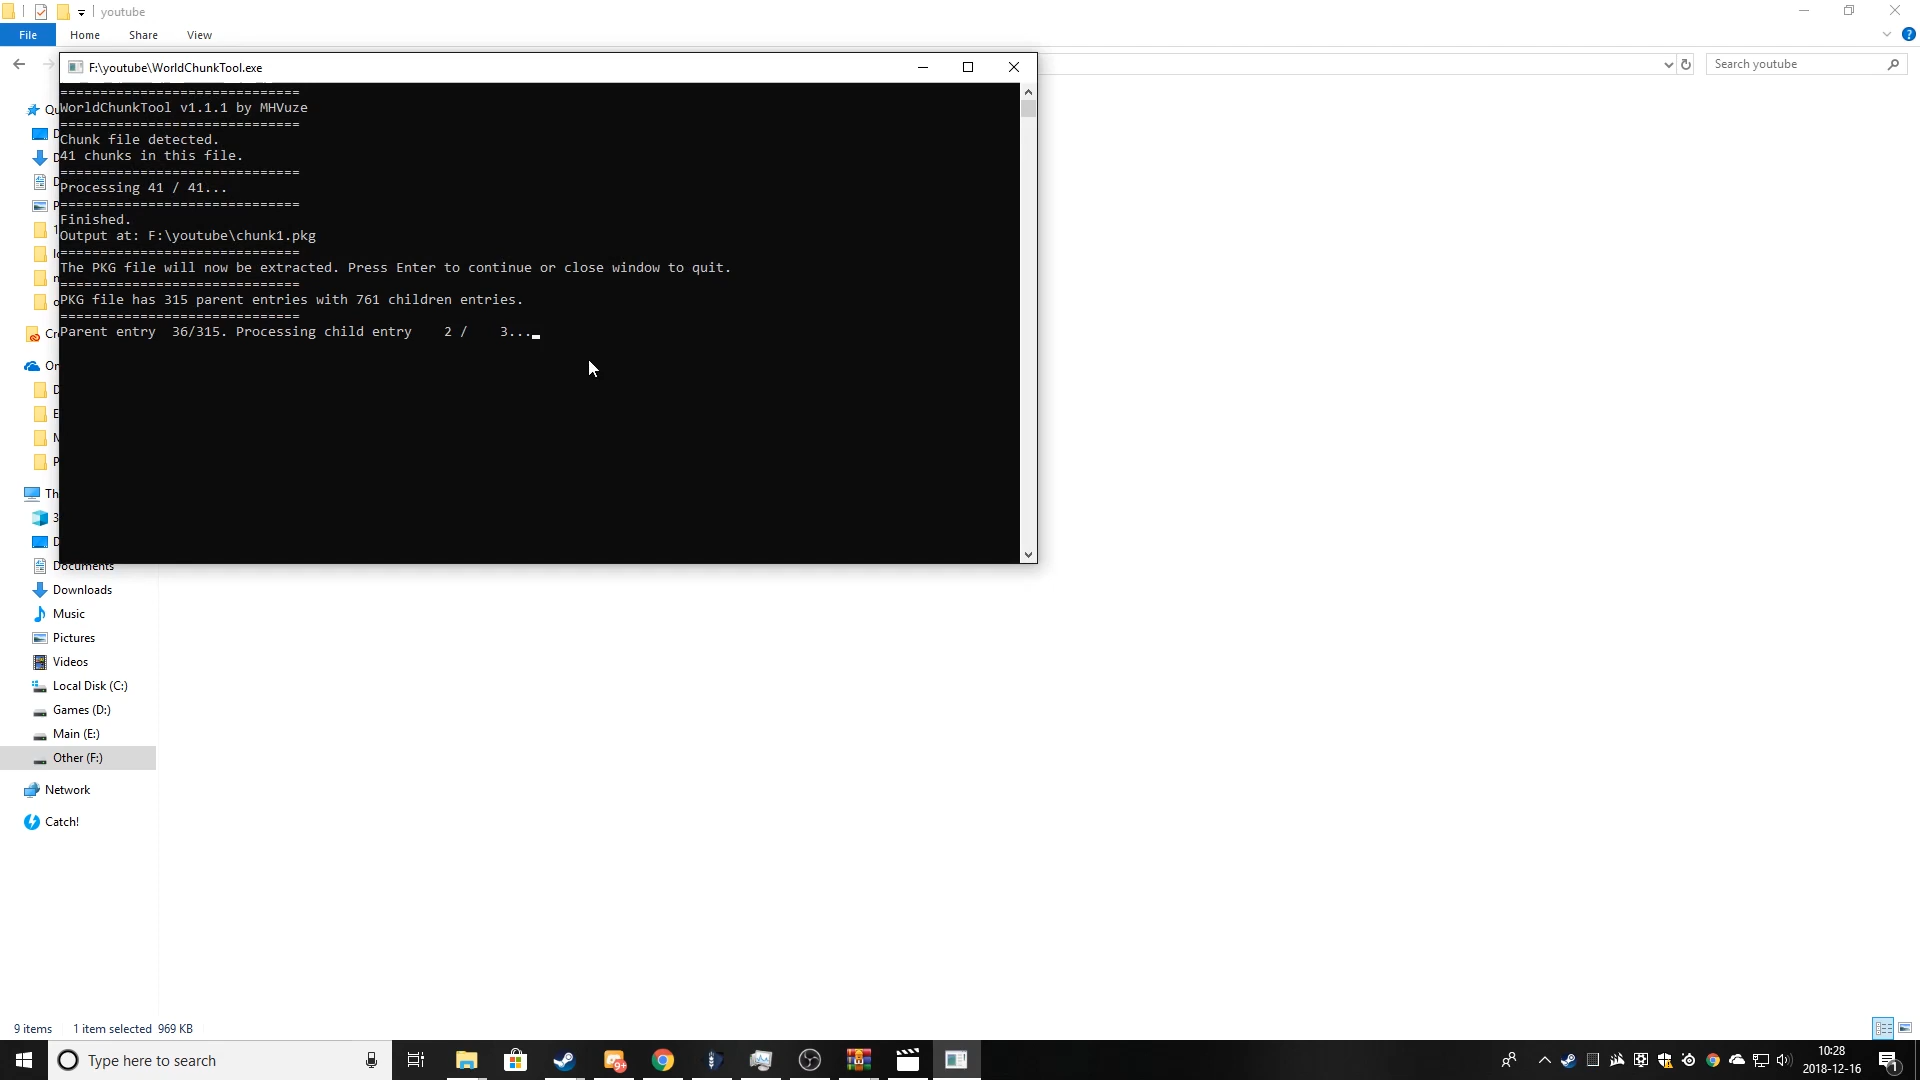 youtube
File
Home
Share
View
F:\youtube\WorldChunkTool.exe
Search youtube
==============================
WorldChunkTool v1.1.1 by MHVuze
==============================
Chunk file detected.
41 chunks in this file.
==============================
Processing 41 / 41...
==============================
Finished.
Output at: F:\youtube\chunk1.pkg
==============================
The PKG file will now be extracted. Press Enter to continue or close window to quit.
==============================
PKG file has 315 parent entries with 761 children entries.
==============================
Parent entry  36/315. Processing child entry    2 /    3...
Documents
Downloads
Music
Pictures
Videos
Local Disk (C:)
Games (D:)
Main (E:)
Other (F:)
Network
Catch!
9 items
1 item selected 969 KB
Type here to search
9+
10:28
2018-12-16
1